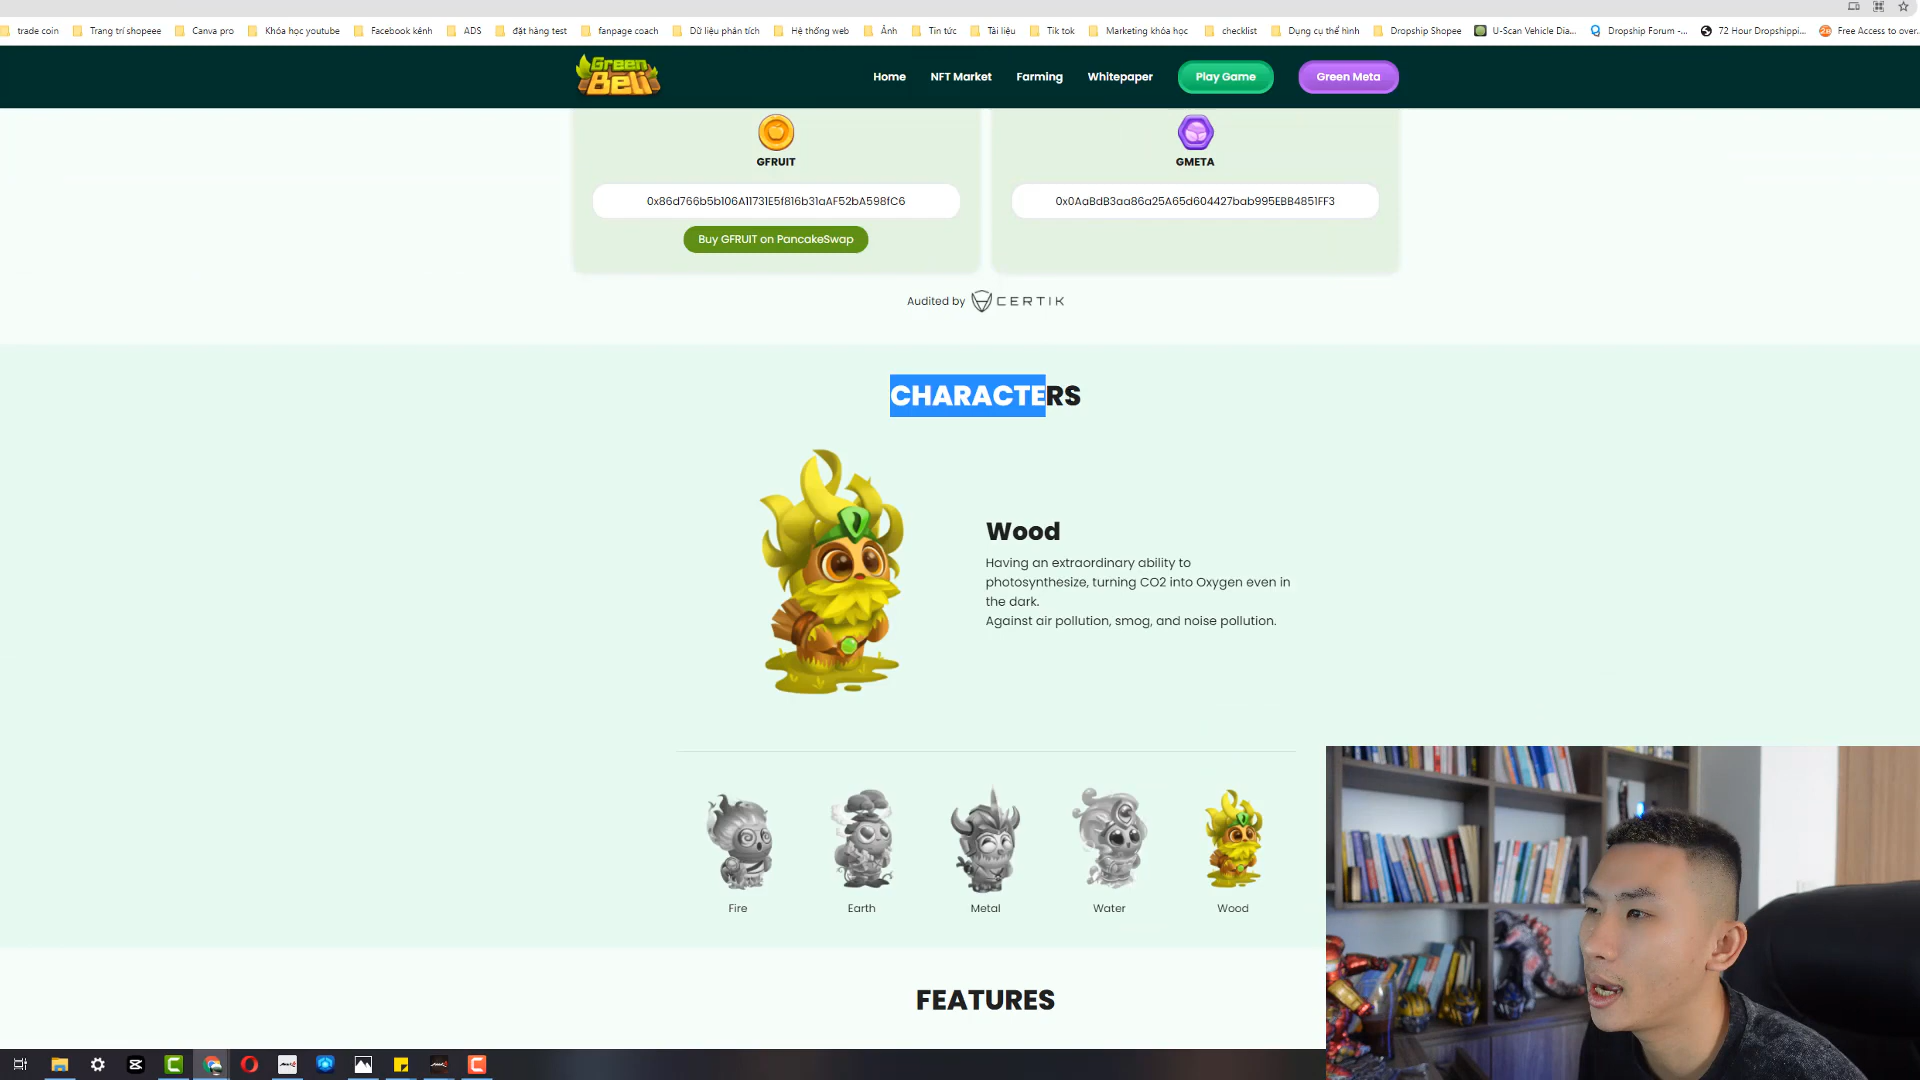 trade coin
Trang trí shopeee
Canva pro
Khóa học youtube
Facebook kênh
ADS
đặt hàng test
fanpage coach
Dữ liệu phân tích
Hệ thống web
Ảnh
Tin tức
Tài liệu
Tik tok
Marketing khóa học
checklist
Dụng cụ thể hình
Dropship Shopee
U-Scan Vehicle Dia...
Dropship Forum -...
72 Hour Dropshippi...
Free Access to over...
Green Beli
Home
NFT Market
Farming
Whitepaper
Play Game
Green Meta
GFRUIT
0x86d766b5b106A11731E5f816b31aAF52bA598fC6
Buy GFRUIT on PancakeSwap
GMETA
0x0AaBdB3aa86a25A65d604427bab995EBB4851FF3
Audited by CERTIK
CHARACTERS
Wood
Having an extraordinary ability to
photosynthesize, turning CO2 into Oxygen even in
the dark.
Against air pollution, smog, and noise pollution.
Fire
Earth
Metal
Water
Wood
FEATURES